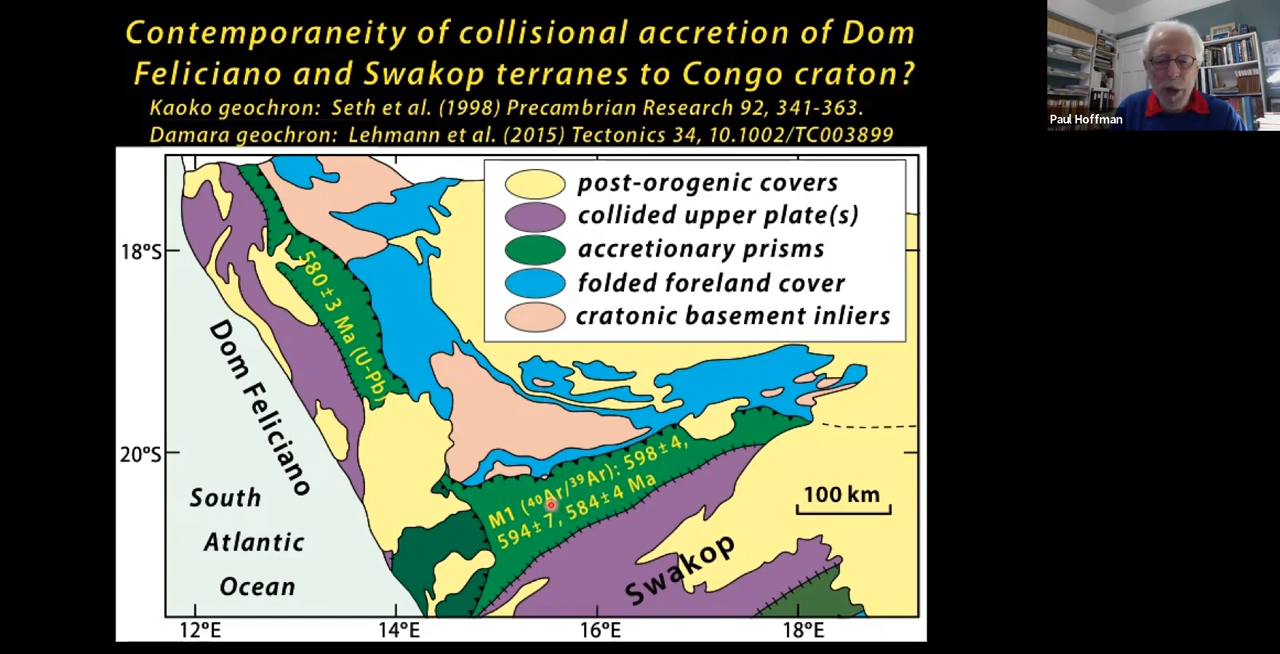 Contemporaneity of collisional accretion of Dom
Feliciano and Swakop terranes to Congo craton?
Kaoko geochron: Seth et al. (1998) Precambrian Research 92, 341-363.
Damara geochron: Lehmann et al. (2015) Tectonics 34, 10.1002/TC003899
Paul Hoffman
post-orogenic covers
collided upper plate(s)
accretionary prisms
folded foreland cover
cratonic basement inliers
18°S
580±3 Ma (U-Pb)
Dom Feliciano
20°S
M1 (⁴⁰Ar/³⁹Ar): 598±4,
594±7, 584±4 Ma
100 km
South
Atlantic
Ocean
Swakop
12°E
14°E
16°E
18°E